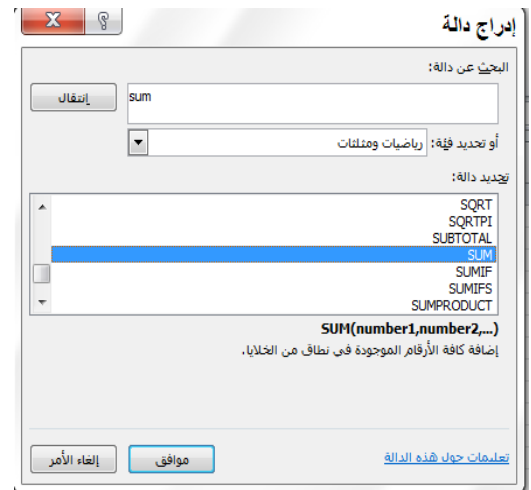 إدراج دالة
البحث عن دالة:
sum
إنتقال
أو تحديد فئة: رياضيات ومثلثات
تحديد دالة:
SQRT
SQRTPI
SUBTOTAL
SUM
SUMIF
SUMIFS
SUMPRODUCT
SUM(number1,number2,...)
إضافة كافة الأرقام الموجودة في نطاق من الخلايا.
تعليمات حول هذه الدالة
موافق
إلغاء الأمر